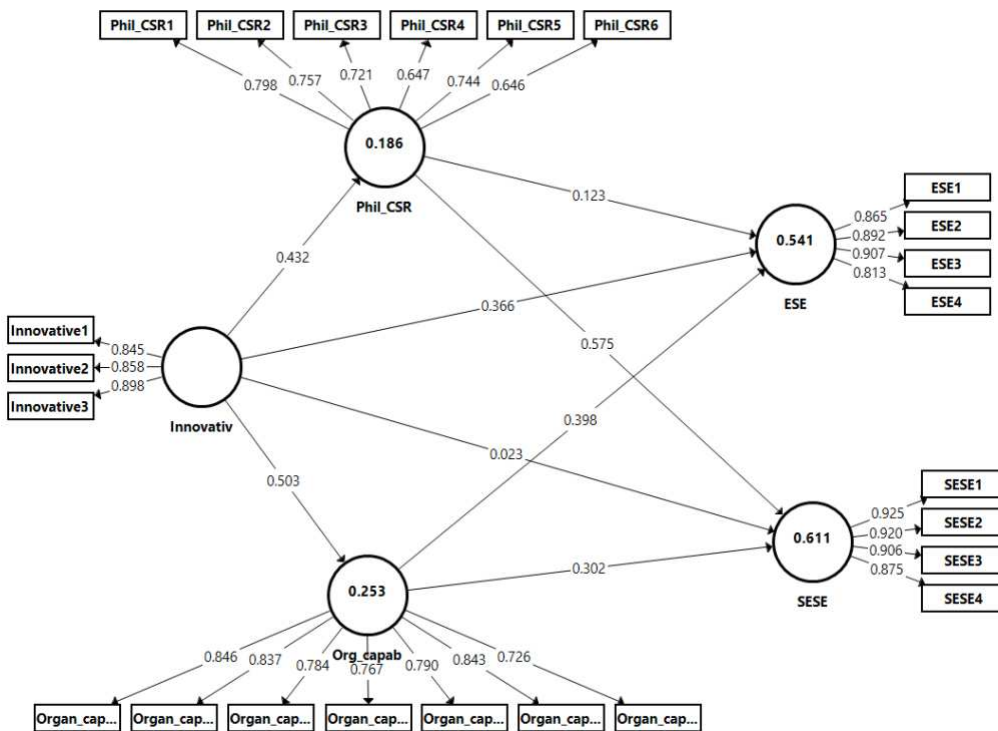 Phil_CSR1 Phil_CSR2 Phil_CSR3 Phil_CSR4 Phil_CSR5 Phil_CSR6
0.798 0.757 0.721 0.647 0.744 0.646
0.186
Phil_CSR
0.123
0.432
0.366
0.575
0.398
0.023
0.503
0.302
Innovative1
Innovative2
Innovative3
0.845
0.858
0.898
Innovativ
0.541
ESE
0.865
0.892
0.907
0.813
ESE1
ESE2
ESE3
ESE4
0.611
SESE
0.925
0.920
0.906
0.875
SESE1
SESE2
SESE3
SESE4
0.253
Org_capab
0.846 0.837 0.784 0.767 0.790 0.843 0.726
Organ_cap... Organ_cap... Organ_cap... Organ_cap... Organ_cap... Organ_cap... Organ_cap...